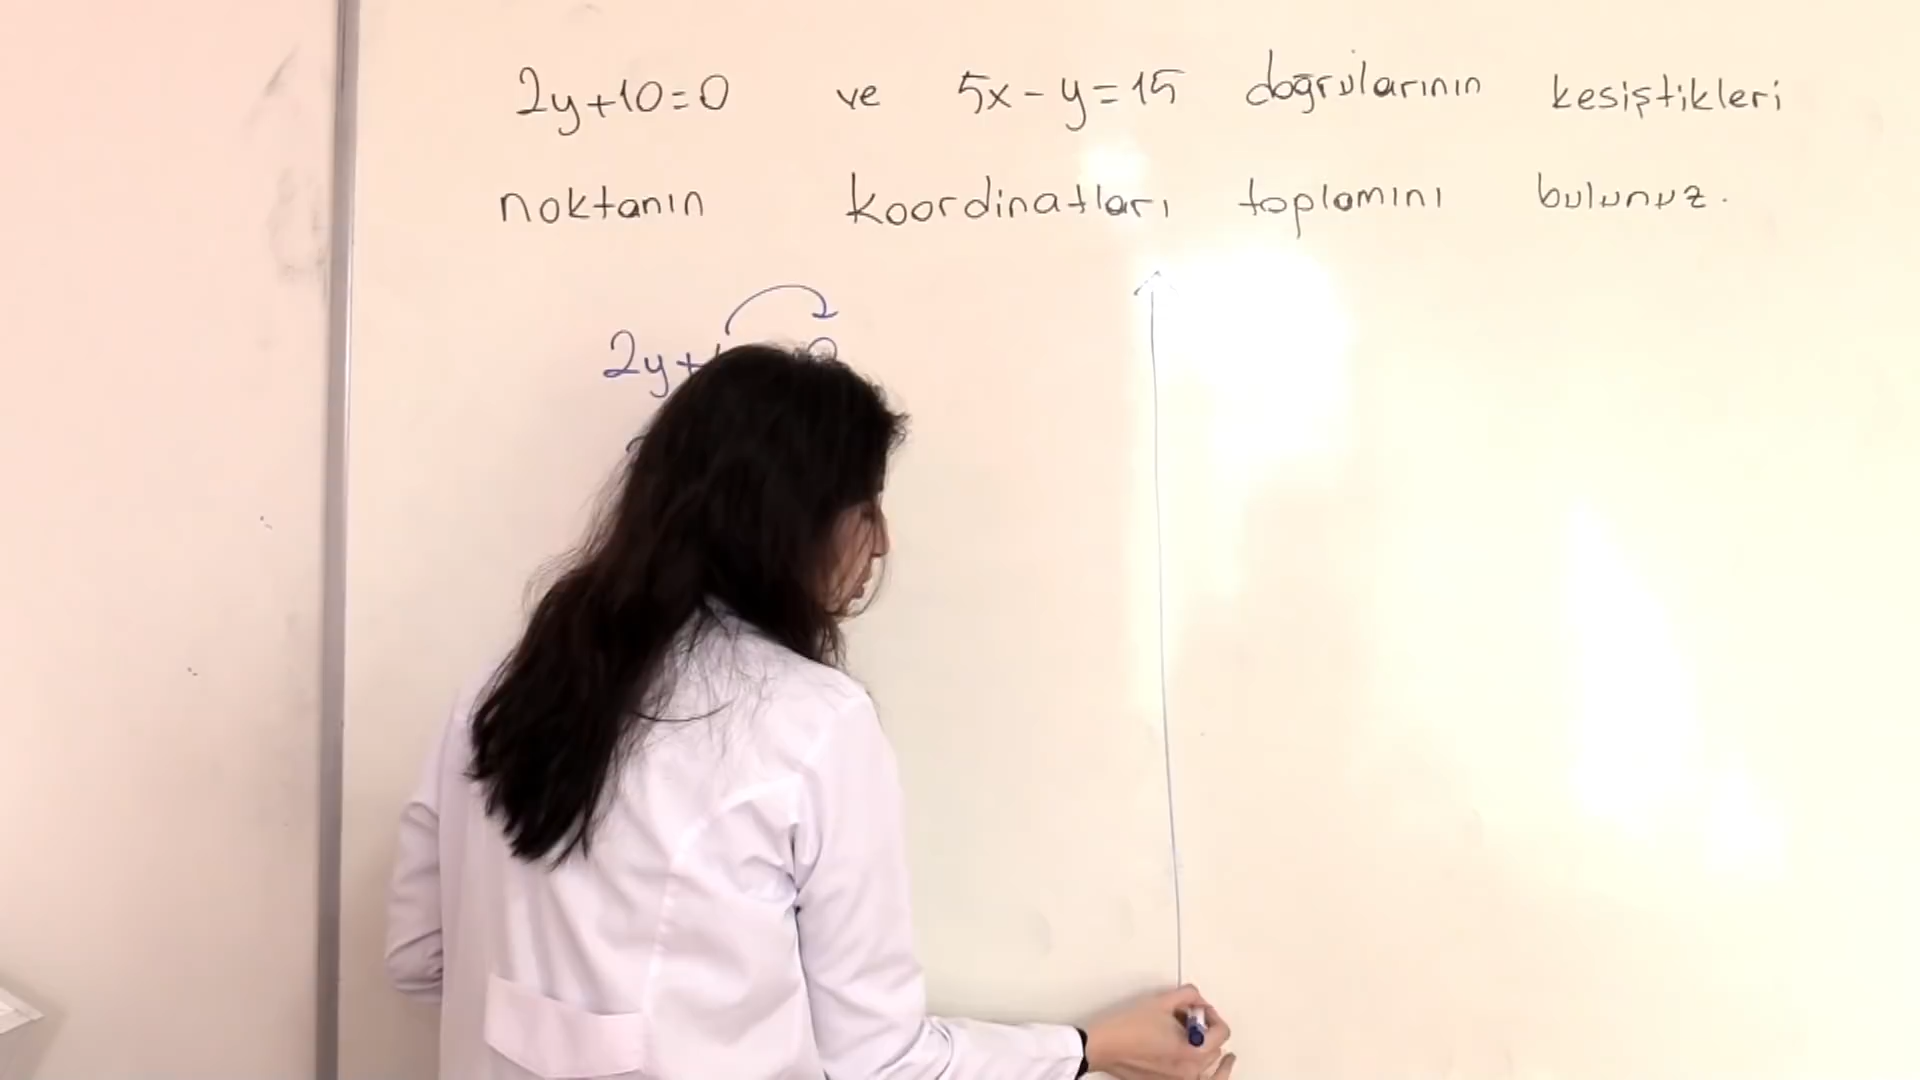 2y+10=0 ve 5x-y=15 doğrularının kesiştikleri
noktanın koordinatları toplamını bulunuz.
2y+